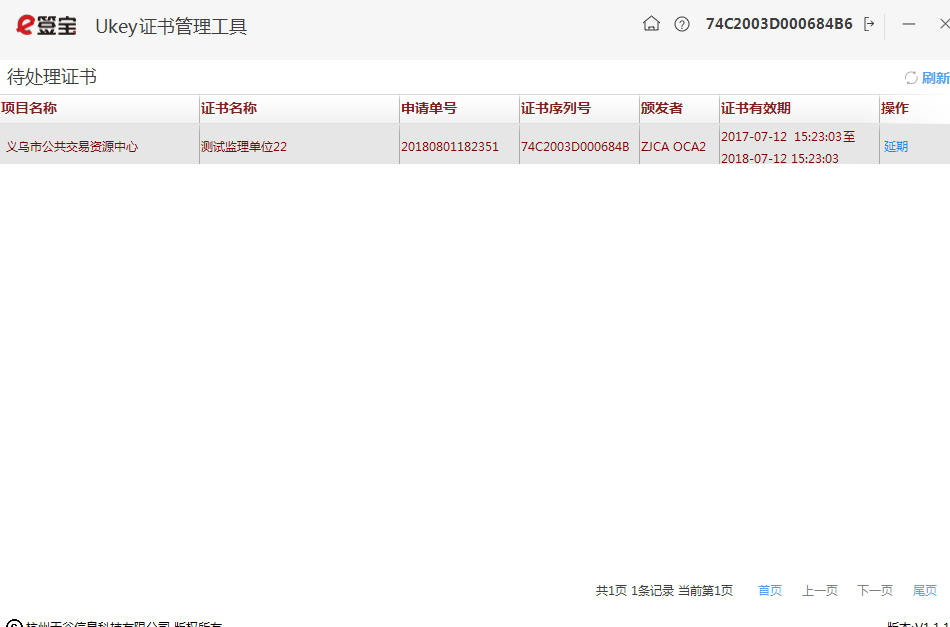 e签宝 Ukey证书管理工具 74C2003D000684B6
待处理证书 刷新
项目名称 证书名称 申请单号 证书序列号 颁发者 证书有效期 操作
义乌市公共交易资源中心 测试监理单位22 20180801182351 74C2003D000684B ZJCA OCA2 2017-07-12 15:23:03至 延期
2018-07-12 15:23:03
共1页 1条记录 当前第1页 首页 上一页 下一页 尾页
杭州天谷信息科技有限公司 版权所有 版本:V1.1.1